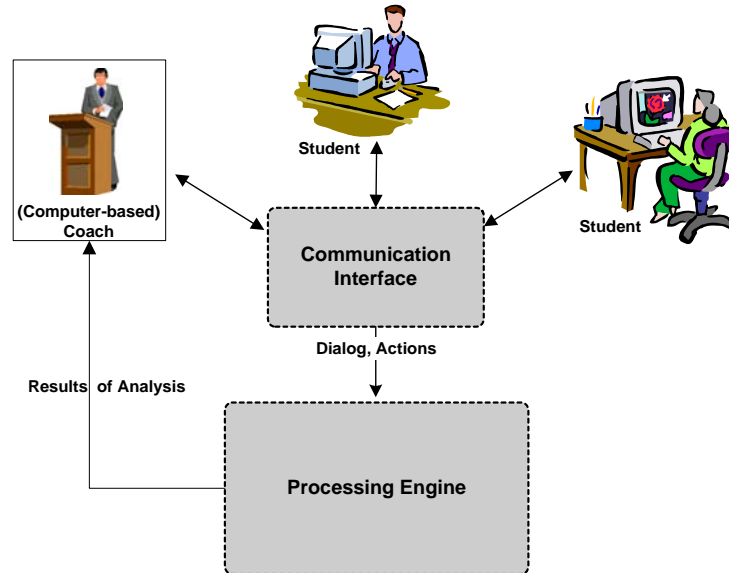 Student
(Computer-based)
Coach
Student
Communication
Interface
Dialog, Actions
Results of Analysis
Processing Engine